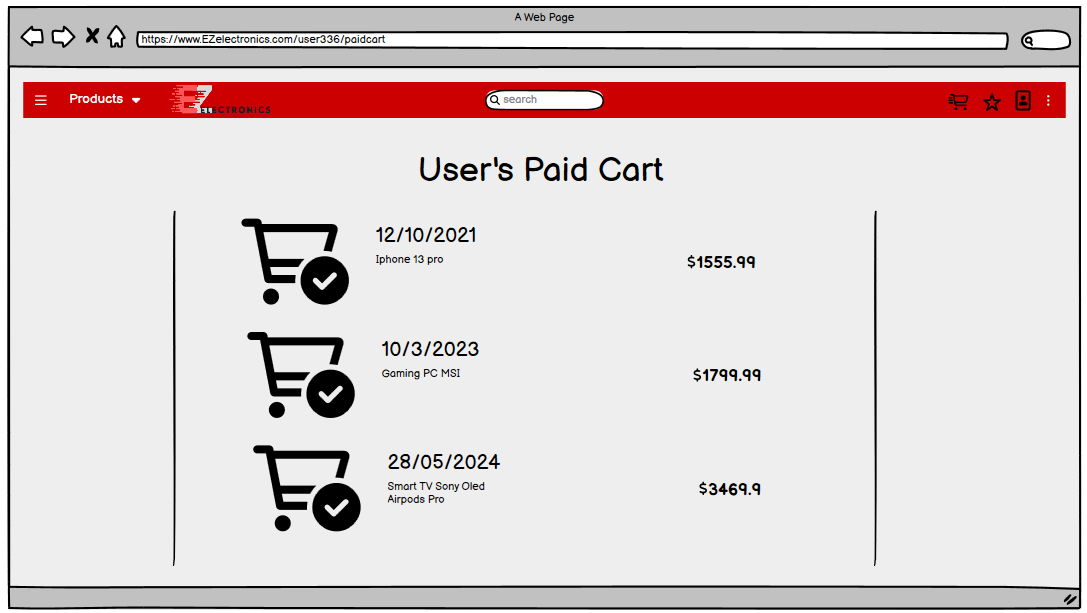 A Web Page
https://www.EZelectronics.com/user336/paidcart
Products
EZ
ELECTRONICS
search
User's Paid Cart
12/10/2021
Iphone 13 pro
$1555.99
10/3/2023
Gaming PC MSI
$1799.99
28/05/2024
Smart TV Sony Oled
Airpods Pro
$3469.9